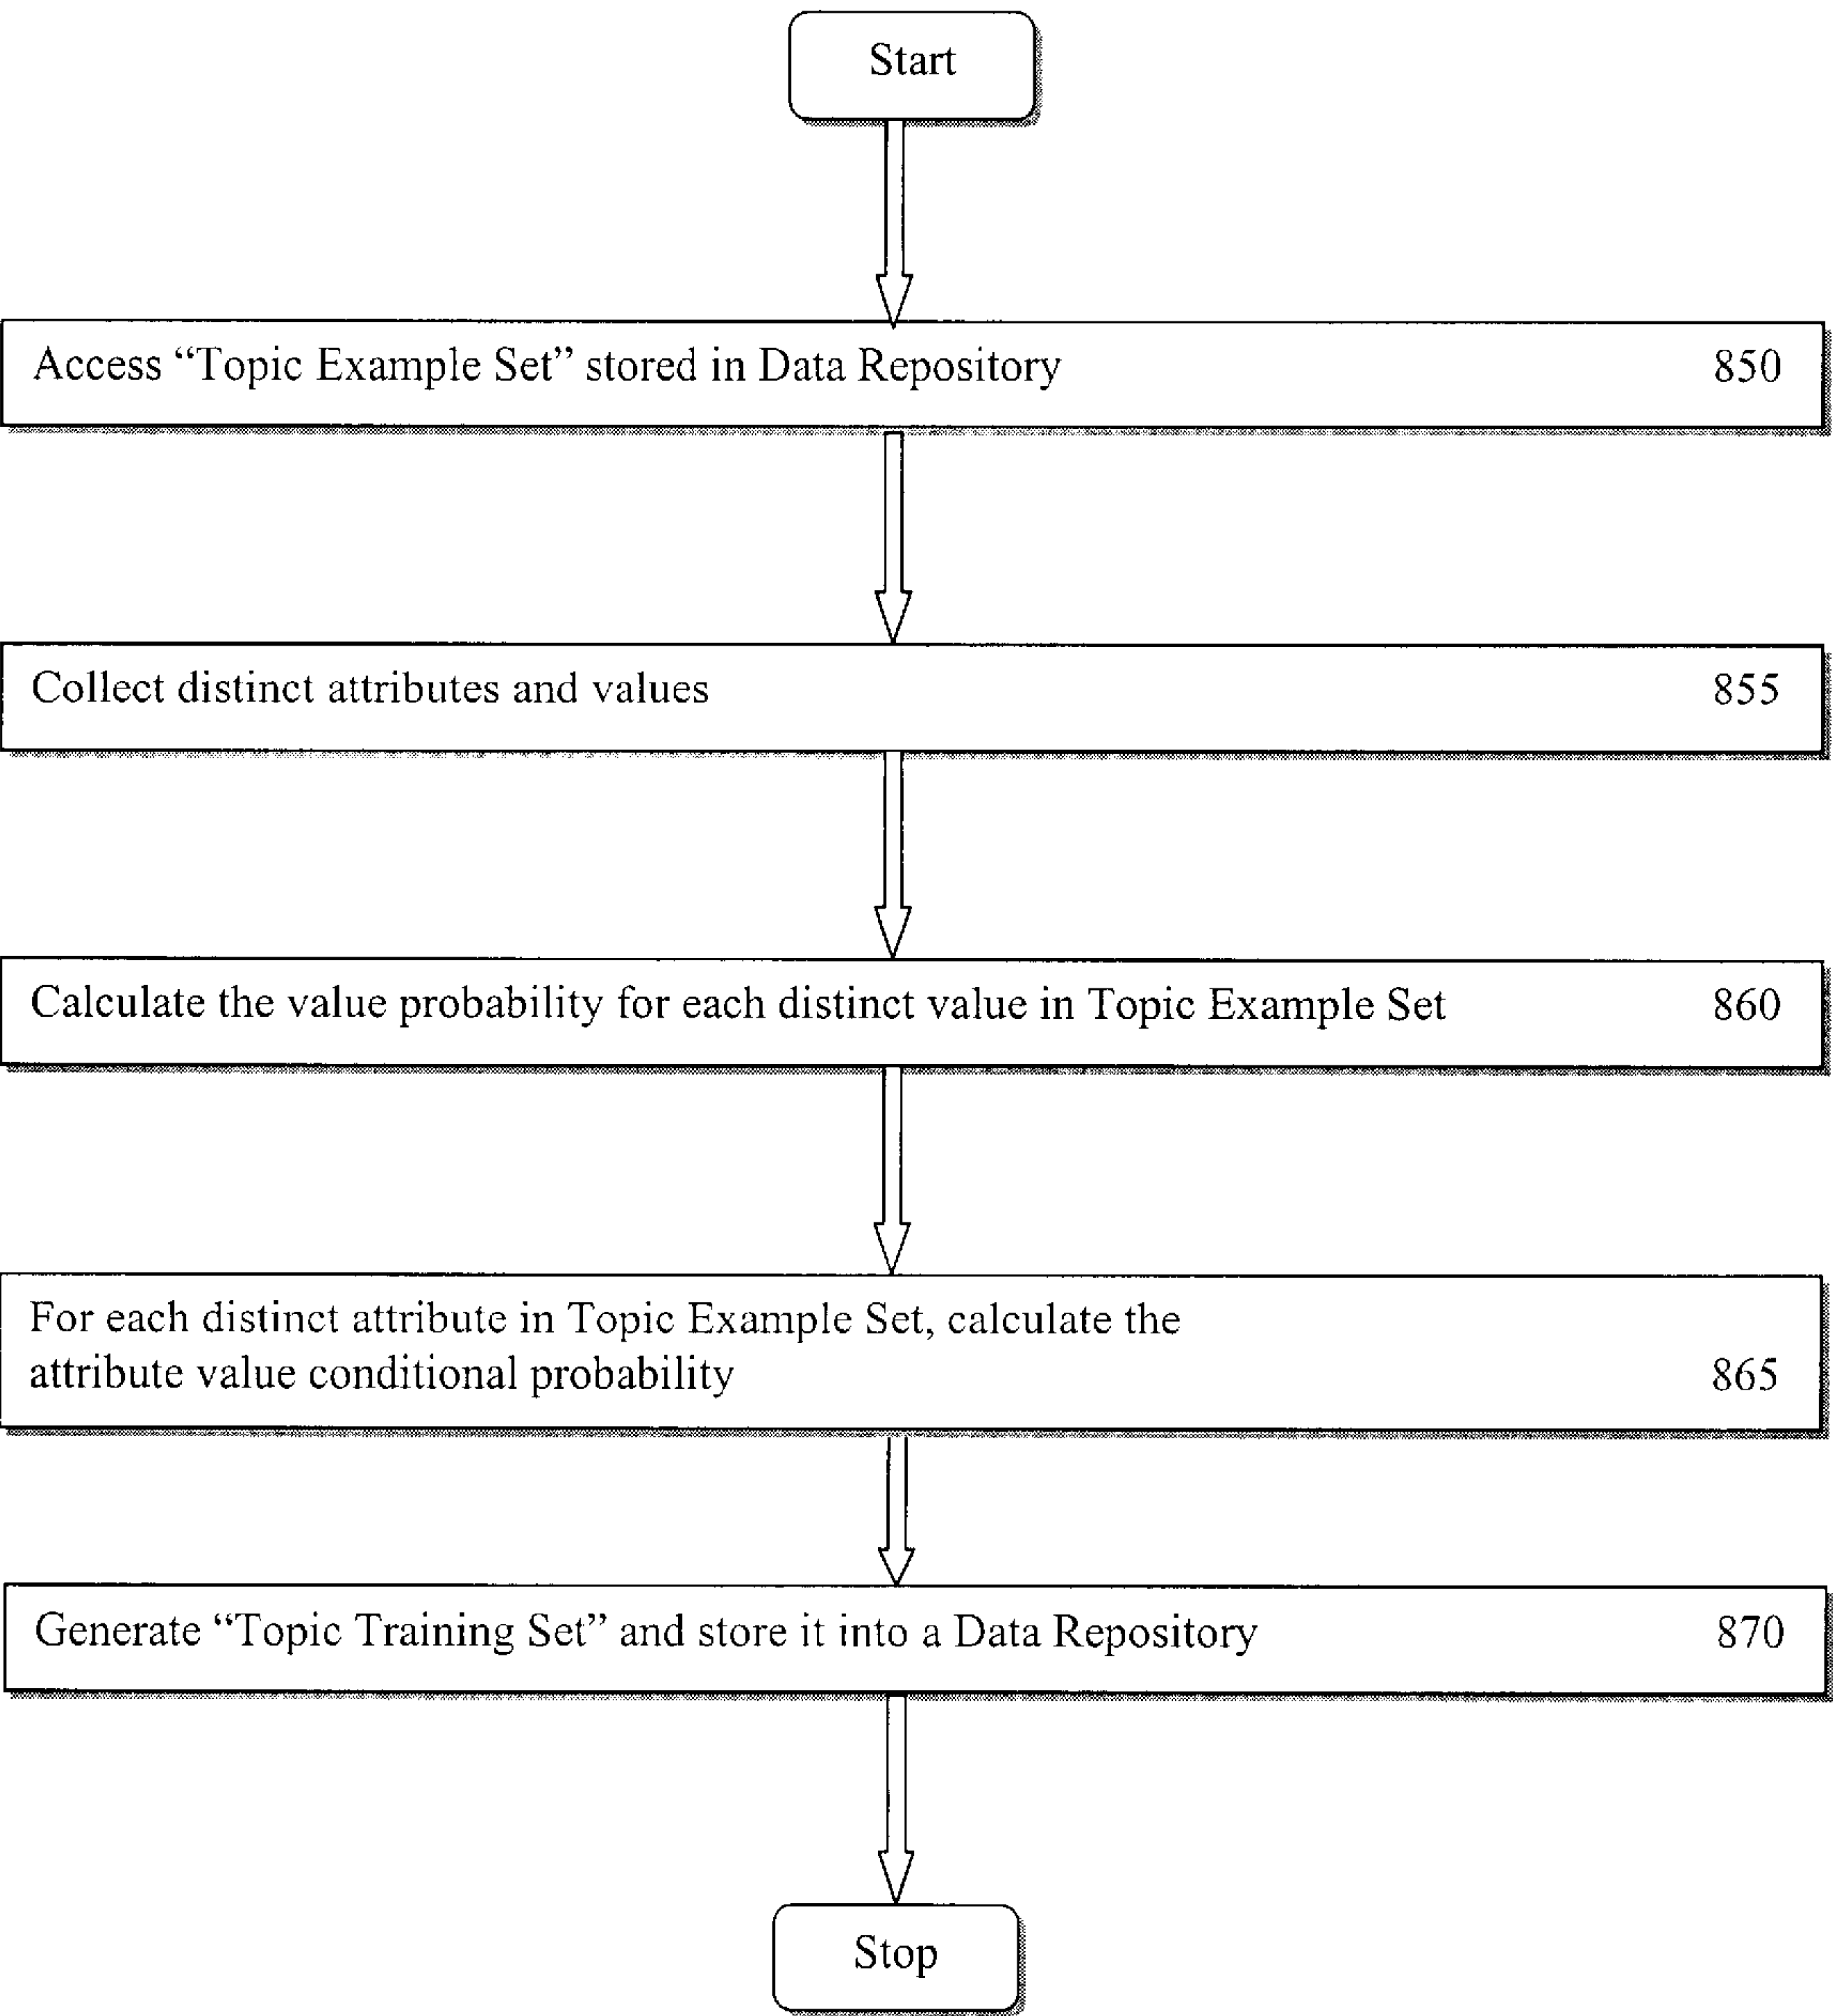 Start
Access “Topic Example Set” stored in Data Repository 850
Collect distinct attributes and values 855
Calculate the value probability for each distinct value in Topic Example Set 860
For each distinct attribute in Topic Example Set, calculate the
attribute value conditional probability 865
Generate “Topic Training Set” and store it into a Data Repository 870
Stop